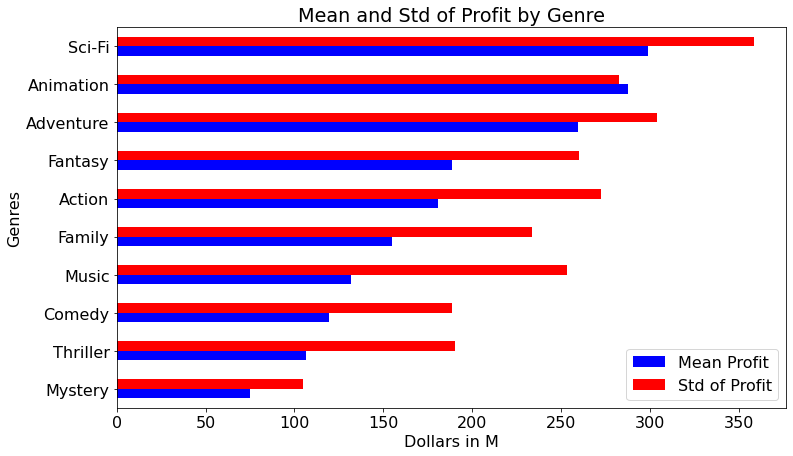 Mean and Std of Profit by Genre
Genres
Sci-Fi
Animation
Adventure
Fantasy
Action
Family
Music
Comedy
Thriller
Mystery
Mean Profit
Std of Profit
0 50 100 150 200 250 300 350
Dollars in M